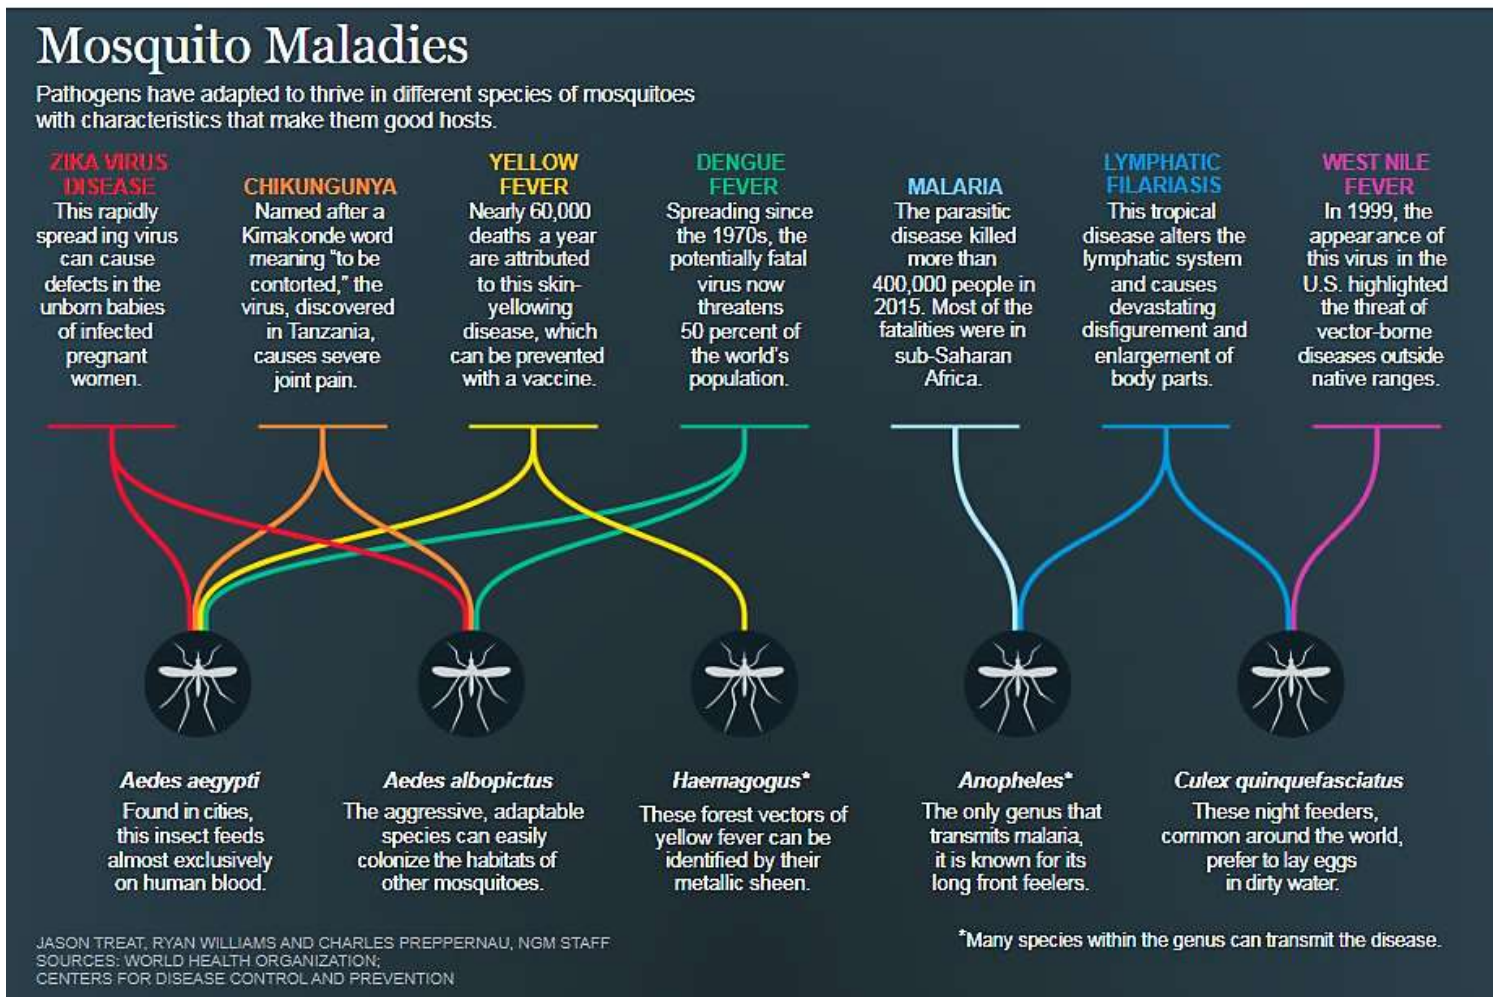 Mosquito Maladies
Pathogens have adapted to thrive in different species of mosquitoes
with characteristics that make them good hosts.
ZIKA VIRUS
DISEASE
This rapidly
spreading virus
can cause
defects in the
unborn babies
of infected
pregnant
women.
CHIKUNGUNYA
Named after a
Kimakonde word
meaning "to be
contorted," the
virus, discovered
in Tanzania,
causes severe
joint pain.
YELLOW
FEVER
Nearly 60,000
deaths a year
are attributed
to this skin-
yellowing
disease, which
can be prevented
with a vaccine.
DENGUE
FEVER
Spreading since
the 1970s, the
potentially fatal
virus now
threatens
50 percent of
the world's
population.
MALARIA
The parasitic
disease killed
more than
400,000 people in
2015. Most of the
fatalities were in
sub-Saharan
Africa.
LYMPHATIC
FILARIASIS
This tropical
disease alters the
lymphatic system
and causes
devastating
disfigurement and
enlargement of
body parts.
WEST NILE
FEVER
In 1999, the
appearance of
this virus in the
U.S. highlighted
the threat of
vector-borne
diseases outside
native ranges.
Aedes aegypti
Found in cities,
this insect feeds
almost exclusively
on human blood.
Aedes albopictus
The aggressive, adaptable
species can easily
colonize the habitats of
other mosquitoes.
Haemagogus*
These forest vectors of
yellow fever can be
identified by their
metallic sheen.
Anopheles*
The only genus that
transmits malaria,
it is known for its
long front feelers.
Culex quinquefasciatus
These night feeders,
common around the world,
prefer to lay eggs
in dirty water.
JASON TREAT, RYAN WILLIAMS AND CHARLES PREPPERNAU, NGM STAFF
SOURCES: WORLD HEALTH ORGANIZATION;
CENTERS FOR DISEASE CONTROL AND PREVENTION
*Many species within the genus can transmit the disease.